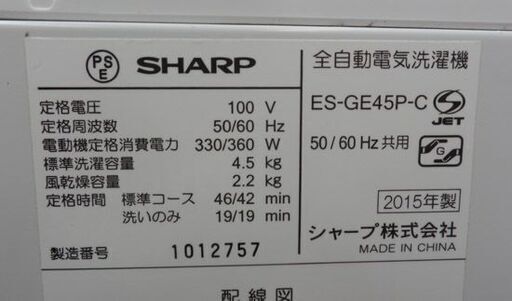 PS
E
SHARP
全自動電気洗濯機
定格電圧 100 V
ES-GE45P-C
S
JET
定格周波数 50/60 Hz
電動機定格消費電力 330/360 W
50/60 Hz 共用
G
標準洗濯容量 4.5 kg
風乾燥容量 2.2 kg
定格時間 標準コース 46/42 min
2015年製
洗いのみ 19/19 min
シャープ株式会社
MADE IN CHINA
製造番号 1012757
配線図